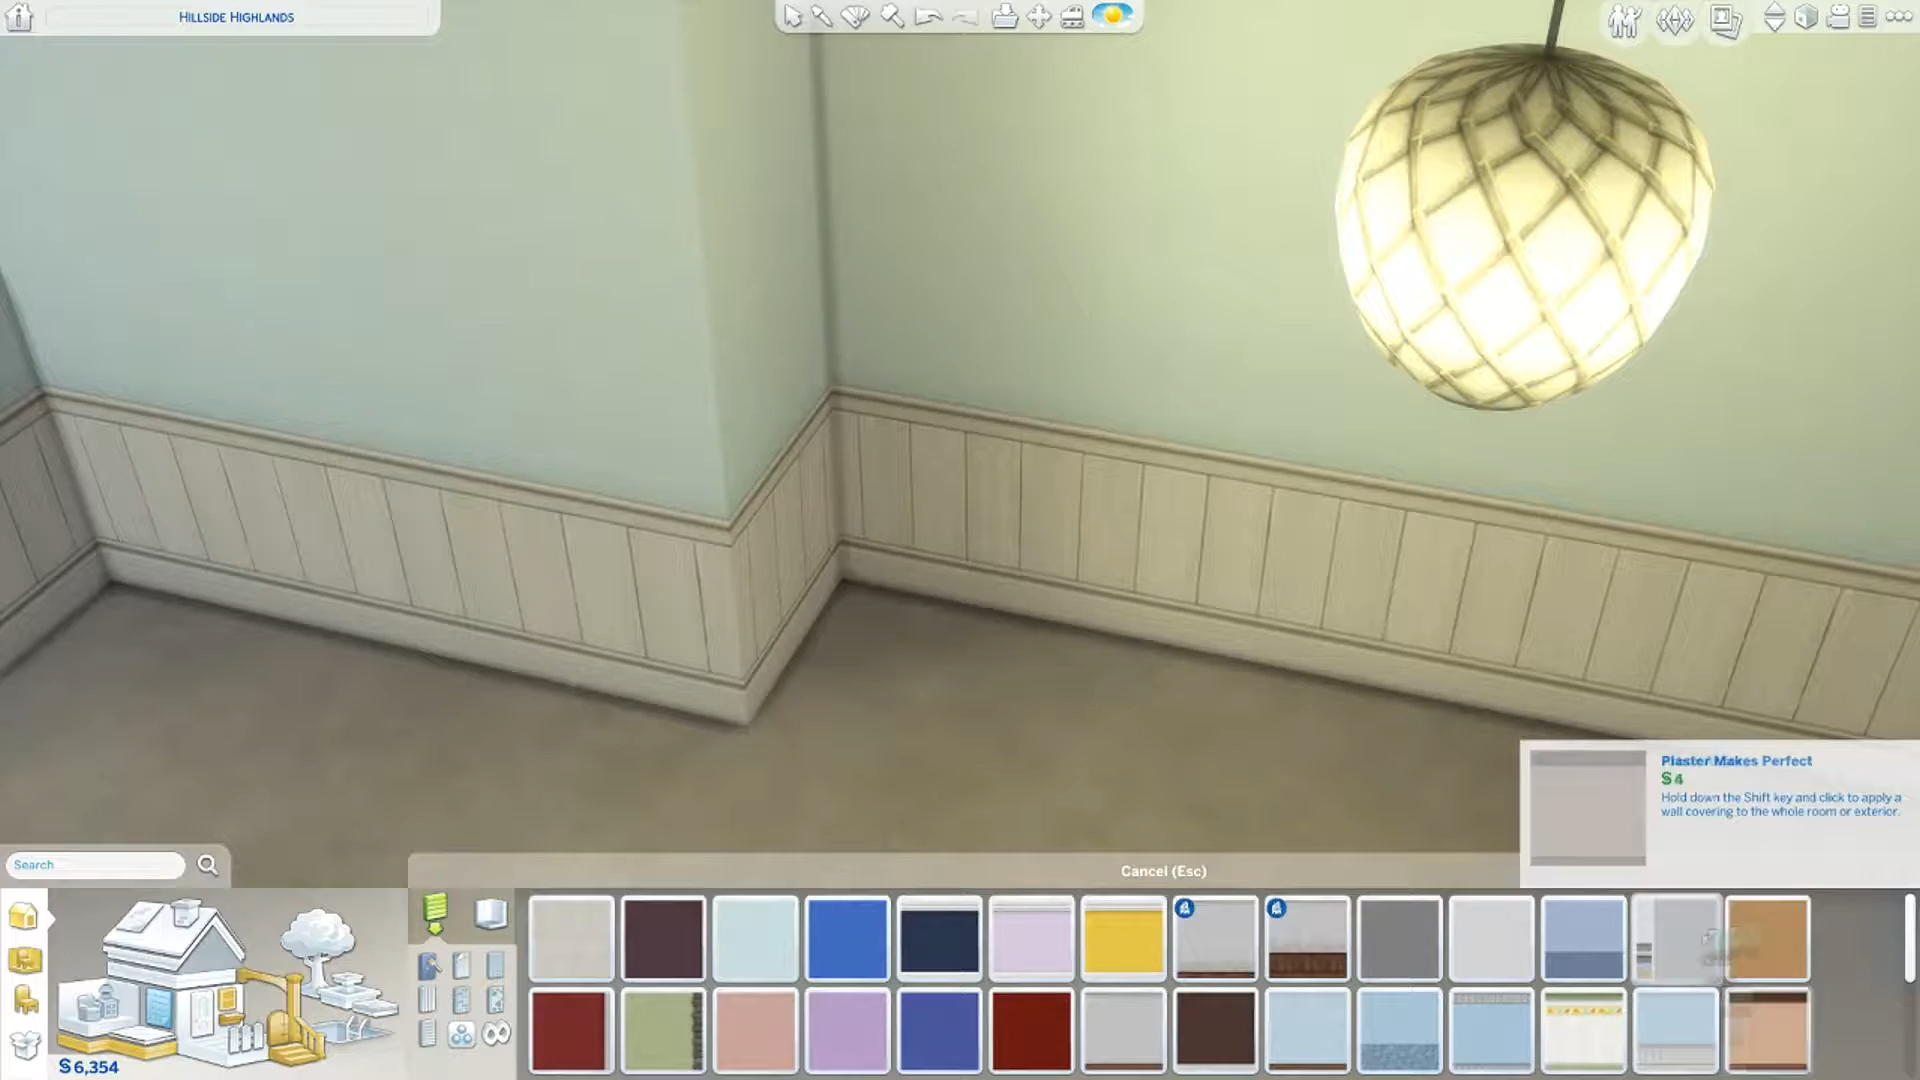 HILLSIDE HIGHLANDS
Plaster Makes Perfect
§4
Hold down the Shift key and click to apply a
wall covering to the whole room or exterior.
Search
Cancel (Esc)
§6,354